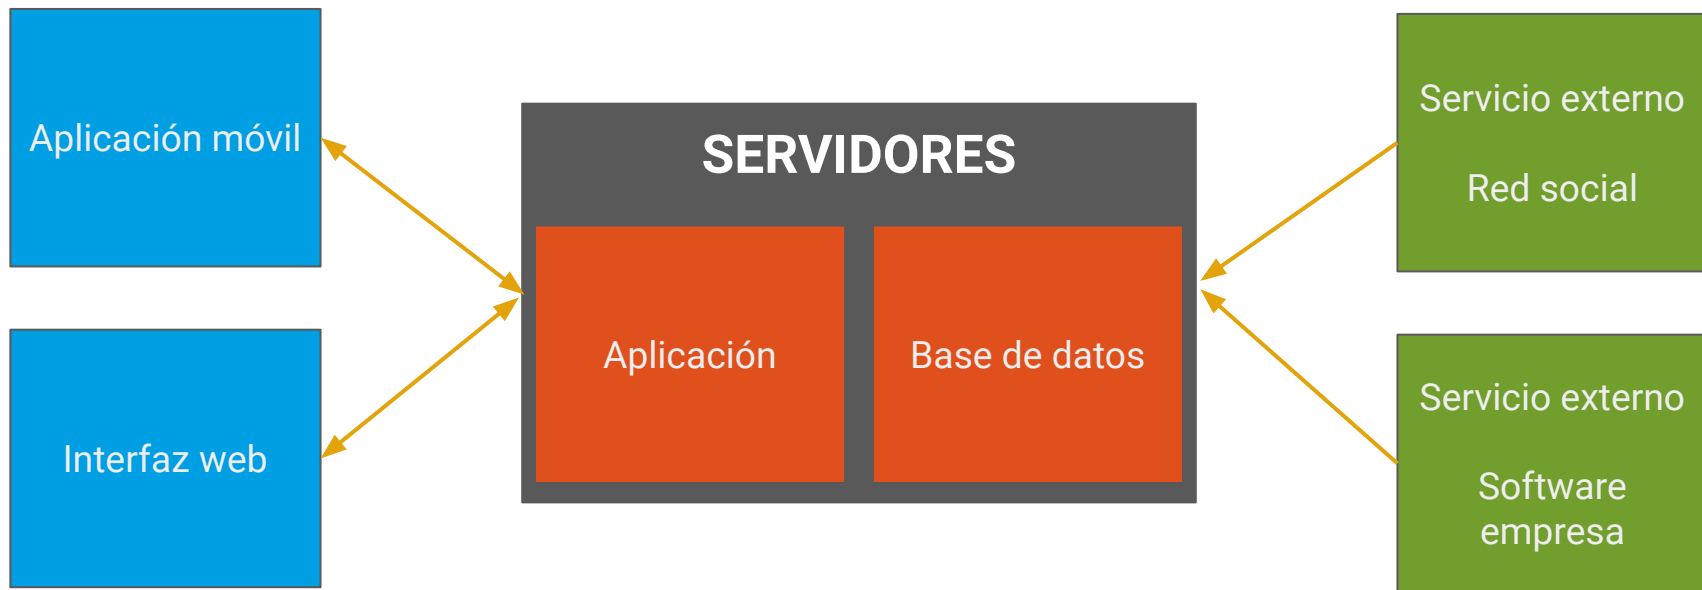 Aplicación móvil
Interfaz web
SERVIDORES
Aplicación
Base de datos
Servicio externo
Red social
Servicio externo
Software
empresa